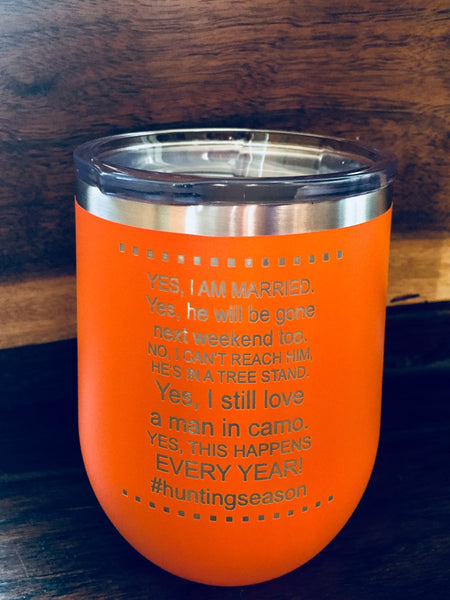 YES, I AM MARRIED.
Yes, he will be gone
next weekend too.
NO, I CAN'T REACH HIM,
HE'S IN A TREE STAND.
Yes, I still love
a man in camo.
YES, THIS HAPPENS
EVERY YEAR!
#huntingseason